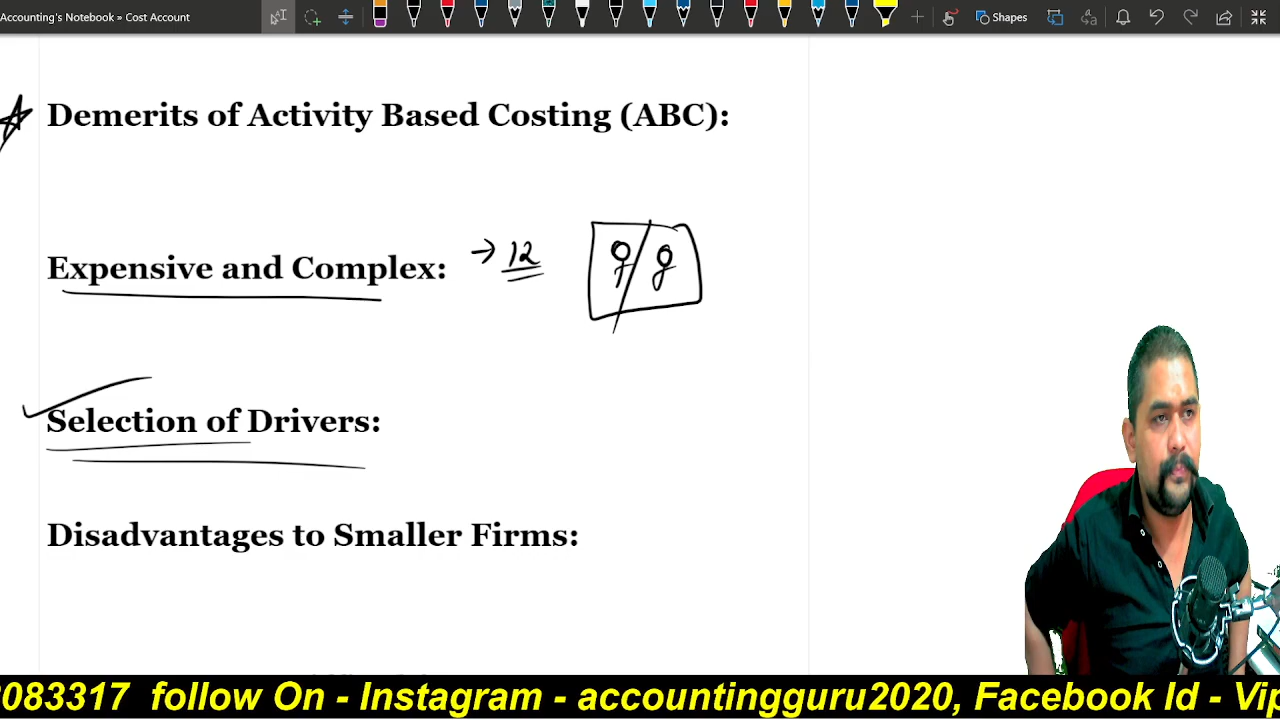 Accounting's Notebook » Cost Account
Shapes
Demerits of Activity Based Costing (ABC):
Expensive and Complex: → 12
Selection of Drivers:
Disadvantages to Smaller Firms:
083317 follow On - Instagram - accountingguru2020, Facebook Id - Vip